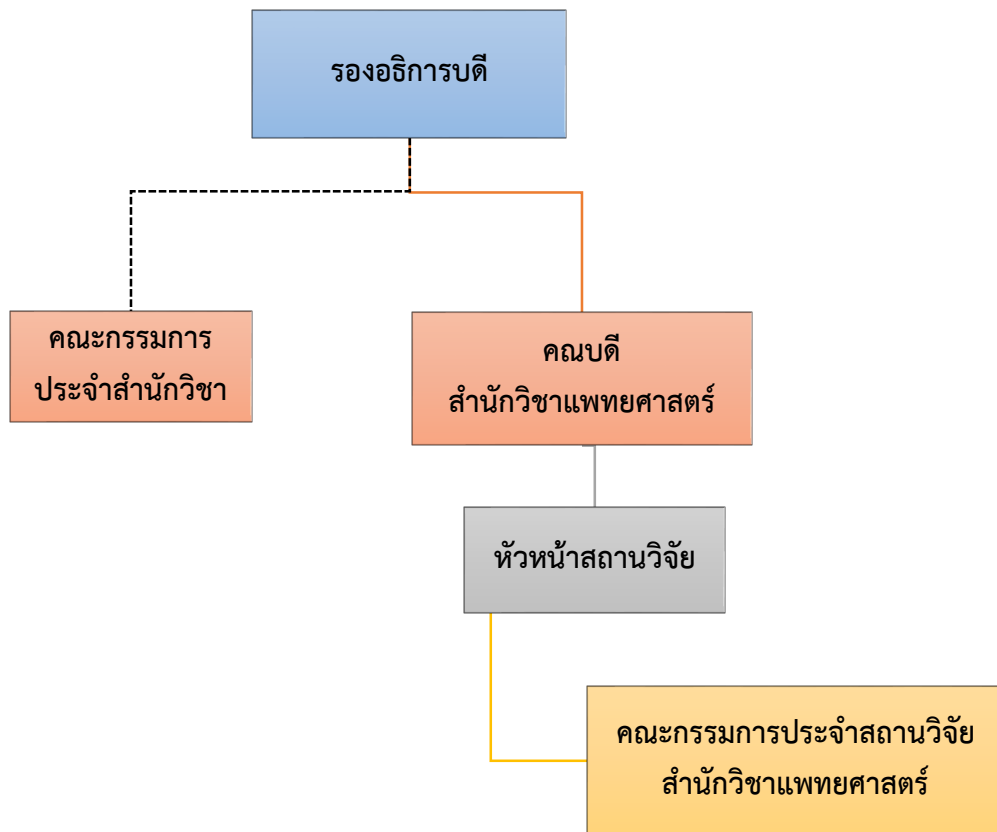 รองอธิการบดี
คณะกรรมการ
ประจำสำนักวิชา
คณบดี
สำนักวิชาแพทยศาสตร์
หัวหน้าสถานวิจัย
คณะกรรมการประจำสถานวิจัย
สำนักวิชาแพทยศาสตร์